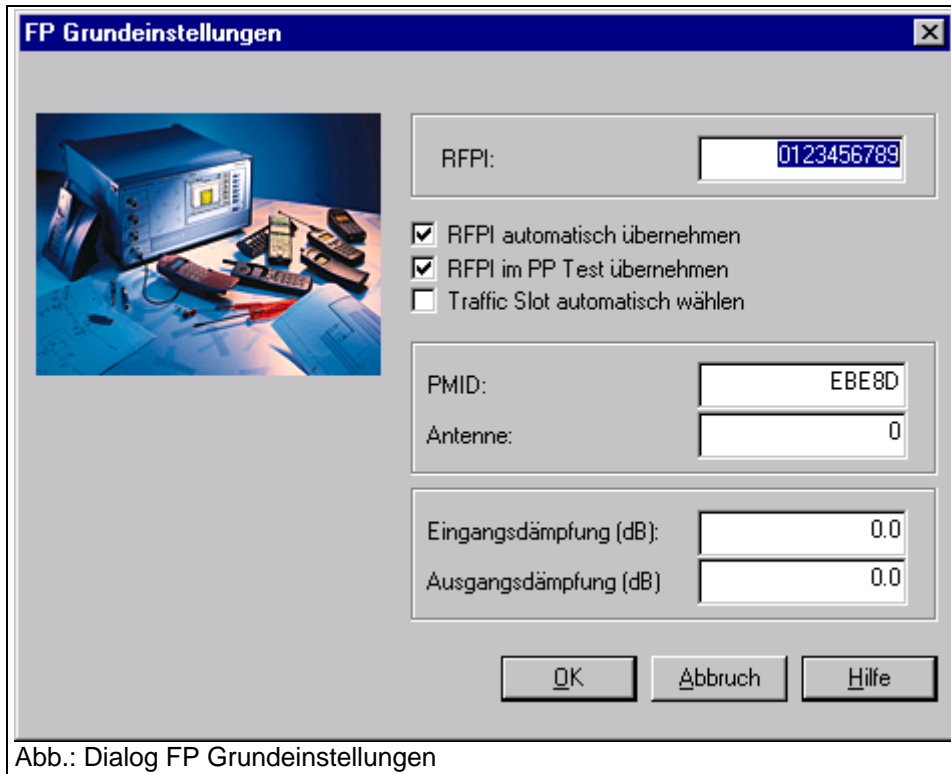 FP Grundeinstellungen
RFPI: 0123456789
RFPI automatisch übernehmen
RFPI im PP Test übernehmen
Traffic Slot automatisch wählen
PMID: EBE8D
Antenne: 0
Eingangsdämpfung (dB): 0.0
Ausgangsdämpfung (dB) 0.0
OK Abbruch Hilfe
Abb.: Dialog FP Grundeinstellungen